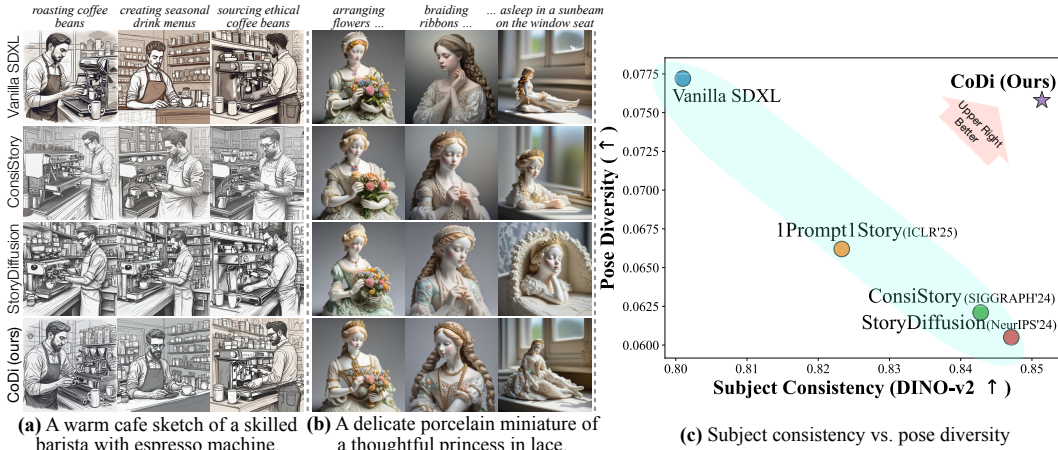 roasting coffee beans
creating seasonal drink menus
sourcing ethical coffee beans
arranging flowers ...
braiding ribbons ...
... asleep in a sunbeam on the window seat
Vanilla SDXL
ConsiStory
StoryDiffusion
CoDi (ours)
(a) A warm cafe sketch of a skilled
barista with espresso machine
(b) A delicate porcelain miniature of
a thoughtful princess in lace
Pose Diversity (↑)
0.0775
0.0750
0.0725
0.0700
0.0675
0.0650
0.0625
0.0600
Vanilla SDXL
CoDi (Ours)
Upper Right
Better
1Prompt1Story(ICLR'25)
ConsiStory(SIGGRAPH'24)
StoryDiffusion(NeurIPS'24)
0.80
0.81
0.82
0.83
0.84
0.85
Subject Consistency (DINO-v2 ↑)
(c) Subject consistency vs. pose diversity